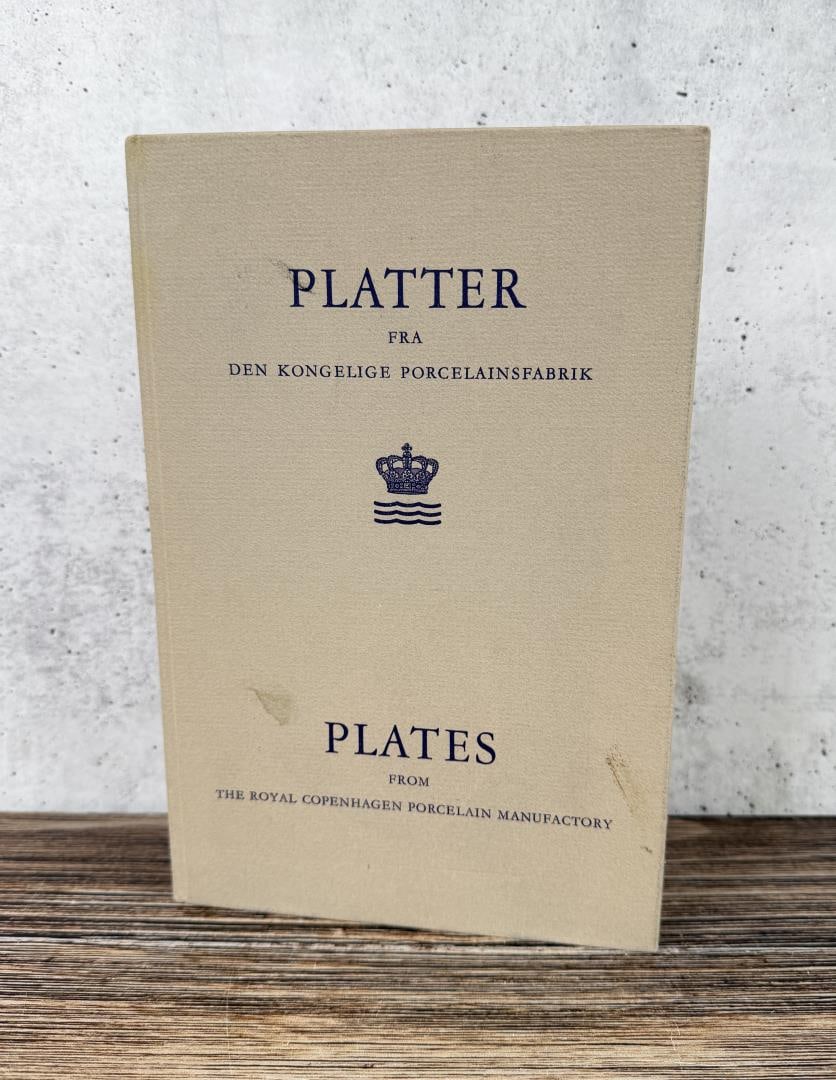 PLATTER
FRA
DEN KONGELIGE PORCELAINSFABRIK
PLATES
FROM
THE ROYAL COPENHAGEN PORCELAIN MANUFACTORY